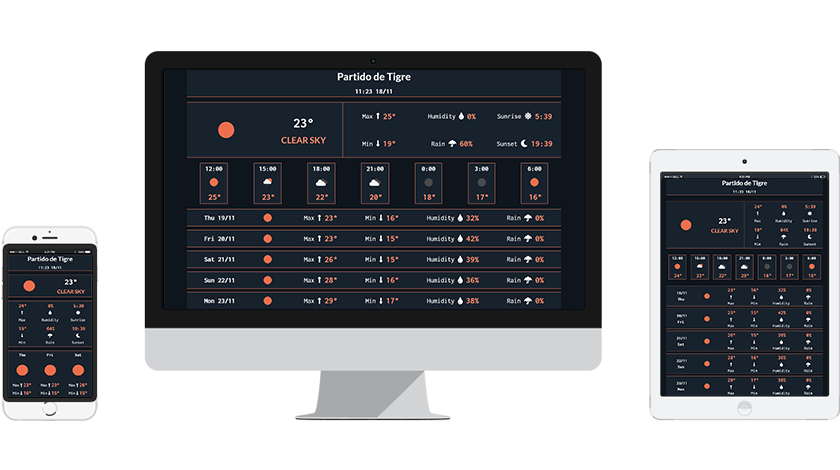 Partido de Tigre
11:23 18/11
23°
CLEAR SKY
Max 25° Humidity 0% Sunrise 5:39
Min 19° Rain 60% Sunset 19:39
12:00 15:00 18:00 21:00 0:00 3:00 6:00
25° 23° 22° 20° 18° 17° 16°
Thu 19/11 Max 23° Min 16° Humidity 32% Rain 0%
Fri 20/11 Max 23° Min 15° Humidity 42% Rain 0%
Sat 21/11 Max 26° Min 15° Humidity 39% Rain 0%
Sun 22/11 Max 28° Min 16° Humidity 36% Rain 0%
Mon 23/11 Max 29° Min 17° Humidity 38% Rain 0%
Partido de Tigre
11:23 18/11
23°
CLEAR SKY
24° 0% 5:39
Max Humidity Sunrise
19° 64% 19:39
Min Rain Sunset
Thu Fri Sat
Max 23° Max 23° Max 26°
Min 16° Min 15° Min 15°
Partido de Tigre
11:23 18/11
23°
CLEAR SKY
24° 0% 5:39
Max Humidity Sunrise
19° 64% 19:39
Min Rain Sunset
12:00 15:00 18:00 21:00 0:00 3:00 6:00
24° 23° 22° 20° 18° 17° 16°
19/11 23° 16° 32% 0%
Thu Max Min Humidity Rain
20/11 23° 15° 42% 0%
Fri Max Min Humidity Rain
21/11 26° 15° 39% 0%
Sat Max Min Humidity Rain
22/11 28° 16° 36% 0%
Sun Max Min Humidity Rain
23/11 29° 17° 38% 0%
Mon Max Min Humidity Rain